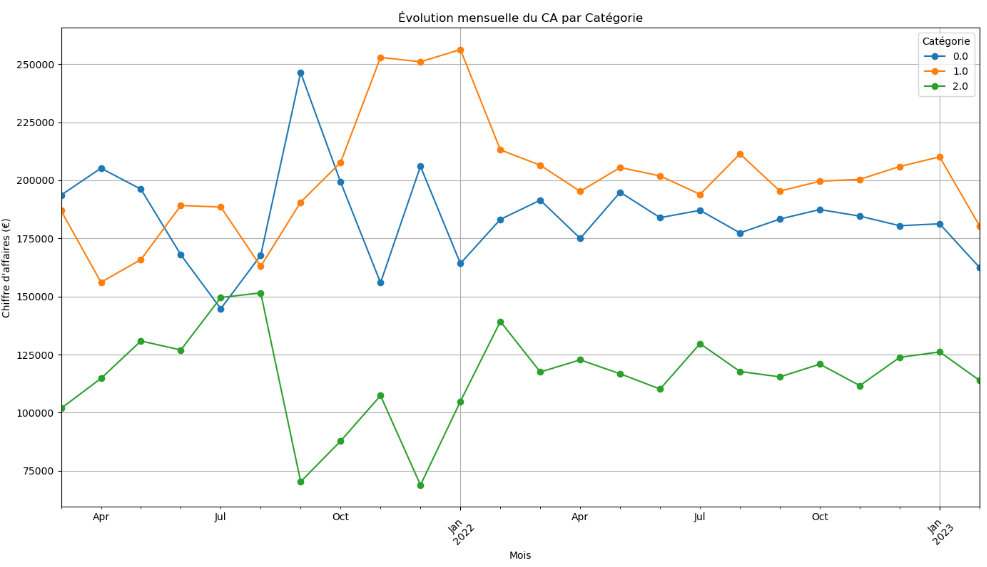 Évolution mensuelle du CA par Catégorie
Chiffre d'affaires (€)
250000
225000
200000
175000
150000
125000
100000
75000
Catégorie
0.0
1.0
2.0
Apr
Jul
Oct
Jan
2022
Apr
Jul
Oct
Jan
2023
Mois